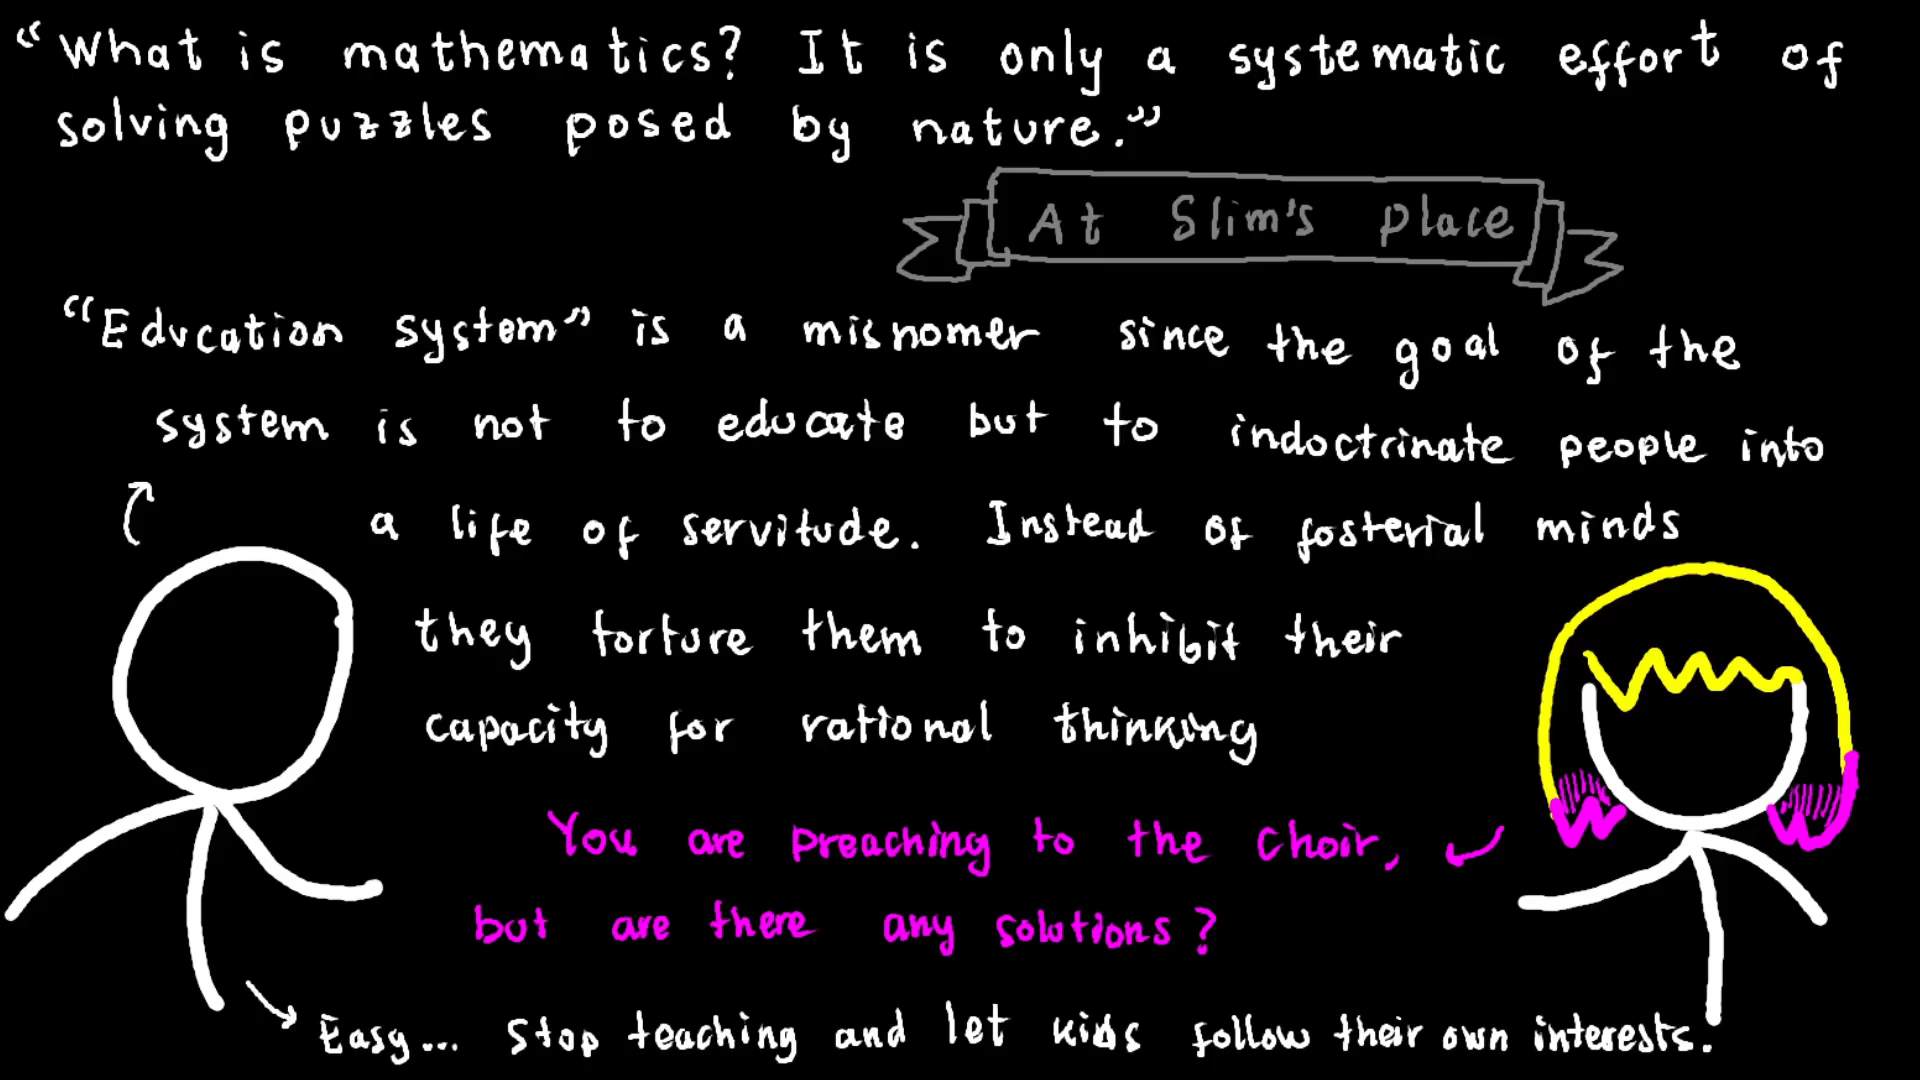 “What is mathematics? It is only a systematic effort of
solving puzzles posed by nature.”
At Slim's place
“Education system” is a misnomer since the goal of the
system is not to educate but to indoctrinate people into
a life of servitude. Instead of fosterial minds
they torture them to inhibit their
capacity for rational thinking
You are preaching to the choir,
but are there any solutions?
Easy... Stop teaching and let kids follow their own interests.